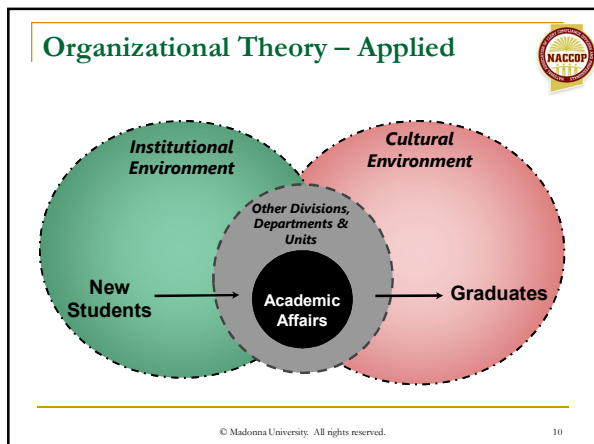 Organizational Theory – Applied
NACCOP
Institutional
Environment
Cultural
Environment
Other Divisions,
Departments &
Units
New
Students
Academic
Affairs
Graduates
© Madonna University.  All rights reserved.
10